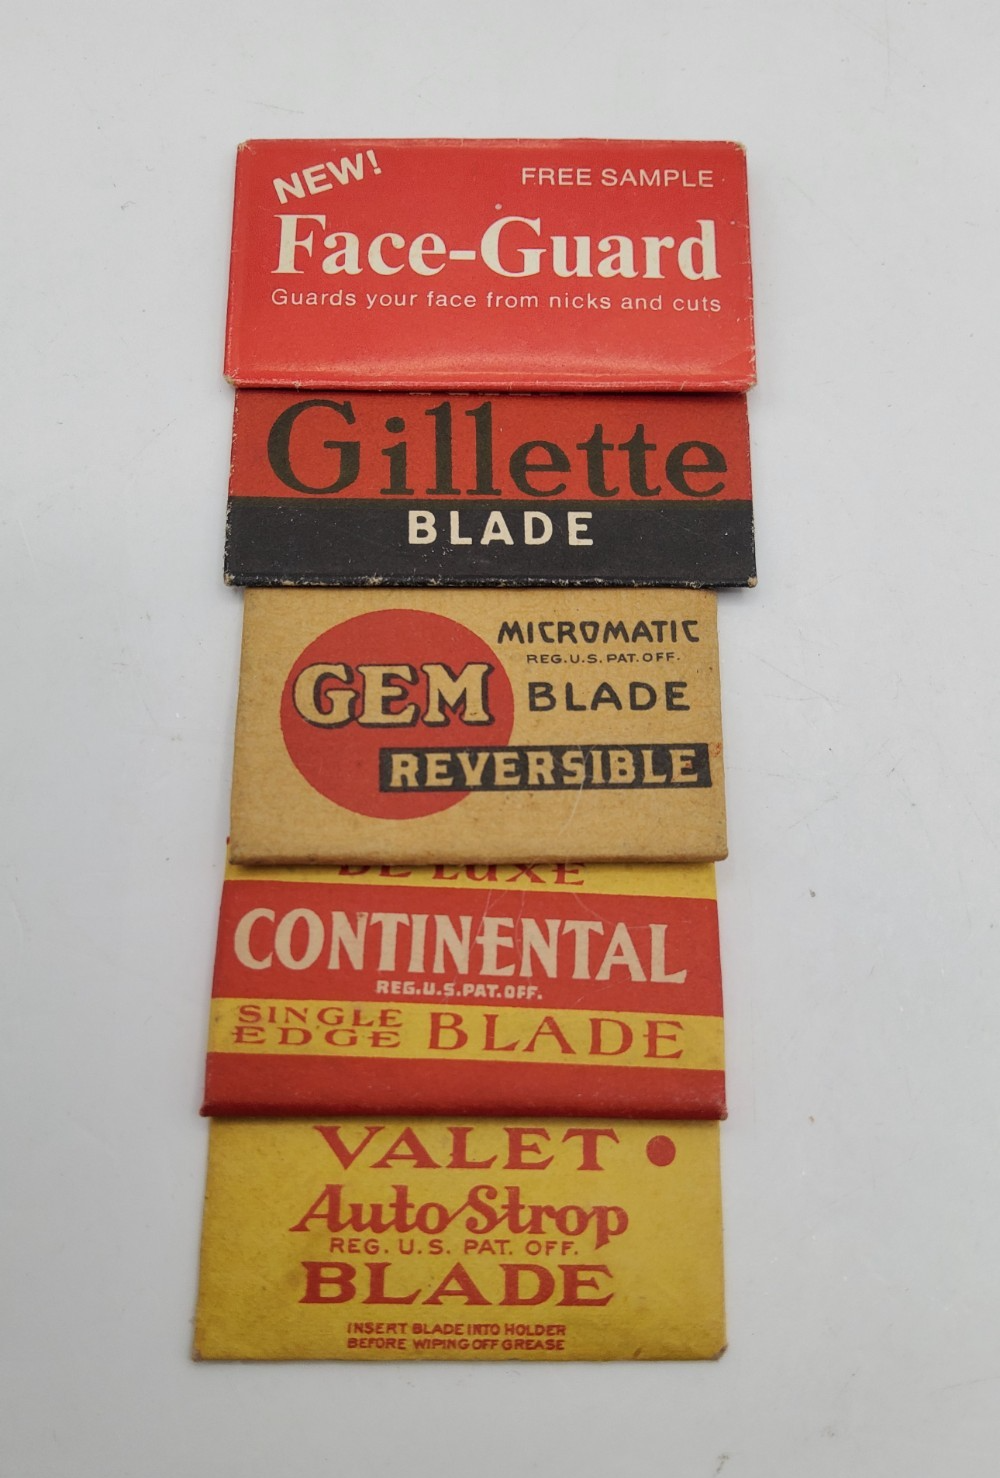 NEW!
FREE SAMPLE
Face-Guard
Guards your face from nicks and cuts
Gillette
BLADE
GEM
MICROMATIC
REG.U.S.PAT.OFF.
BLADE
REVERSIBLE
DE LUXE
CONTINENTAL
REG.U.S.PAT.OFF.
SINGLE EDGE BLADE
VALET
AutoStrop
REG. U.S. PAT. OFF.
BLADE
INSERT BLADE INTO HOLDER
BEFORE WIPING OFF GREASE